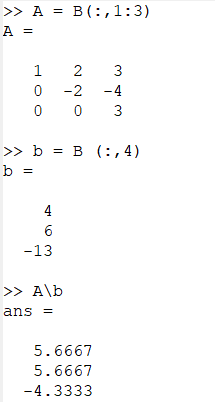 >> A = B(:,1:3)
A =
1 2 3
0 -2 -4
0 0 3
>> b = B (:,4)
b =
4
6
-13
>> A\b
ans =
5.6667
5.6667
-4.3333